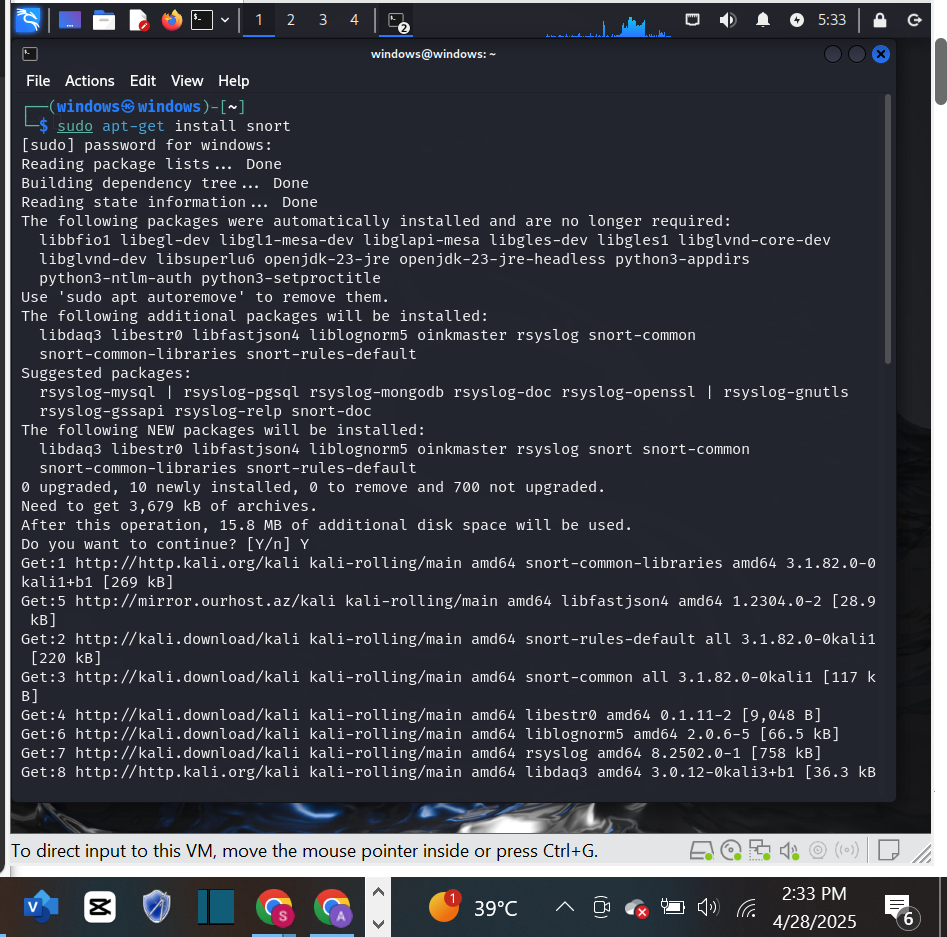 1 2 3 4 2 5:33
windows@windows: ~
File Actions Edit View Help
┌──(windows㉿windows)-[~]
└─$ sudo apt-get install snort
[sudo] password for windows:
Reading package lists... Done
Building dependency tree... Done
Reading state information... Done
The following packages were automatically installed and are no longer required:
  libbfio1 libegl-dev libgl1-mesa-dev libglapi-mesa libgles-dev libgles1 libglvnd-core-dev
  libglvnd-dev libsuperlu6 openjdk-23-jre openjdk-23-jre-headless python3-appdirs
  python3-ntlm-auth python3-setproctitle
Use 'sudo apt autoremove' to remove them.
The following additional packages will be installed:
  libdaq3 libestr0 libfastjson4 liblognorm5 oinkmaster rsyslog snort-common
  snort-common-libraries snort-rules-default
Suggested packages:
  rsyslog-mysql | rsyslog-pgsql rsyslog-mongodb rsyslog-doc rsyslog-openssl | rsyslog-gnutls
  rsyslog-gssapi rsyslog-relp snort-doc
The following NEW packages will be installed:
  libdaq3 libestr0 libfastjson4 liblognorm5 oinkmaster rsyslog snort snort-common
  snort-common-libraries snort-rules-default
0 upgraded, 10 newly installed, 0 to remove and 700 not upgraded.
Need to get 3,679 kB of archives.
After this operation, 15.8 MB of additional disk space will be used.
Do you want to continue? [Y/n] Y
Get:1 http://http.kali.org/kali kali-rolling/main amd64 snort-common-libraries amd64 3.1.82.0-0
kali1+b1 [269 kB]
Get:5 http://mirror.ourhost.az/kali kali-rolling/main amd64 libfastjson4 amd64 1.2304.0-2 [28.9
 kB]
Get:2 http://kali.download/kali kali-rolling/main amd64 snort-rules-default all 3.1.82.0-0kali1
 [220 kB]
Get:3 http://kali.download/kali kali-rolling/main amd64 snort-common all 3.1.82.0-0kali1 [117 k
B]
Get:4 http://kali.download/kali kali-rolling/main amd64 libestr0 amd64 0.1.11-2 [9,048 B]
Get:6 http://kali.download/kali kali-rolling/main amd64 liblognorm5 amd64 2.0.6-5 [66.5 kB]
Get:7 http://kali.download/kali kali-rolling/main amd64 rsyslog amd64 8.2502.0-1 [758 kB]
Get:8 http://http.kali.org/kali kali-rolling/main amd64 libdaq3 amd64 3.0.12-0kali3+b1 [36.3 kB
To direct input to this VM, move the mouse pointer inside or press Ctrl+G.
V S A 1 39°C 2:33 PM 6
4/28/2025